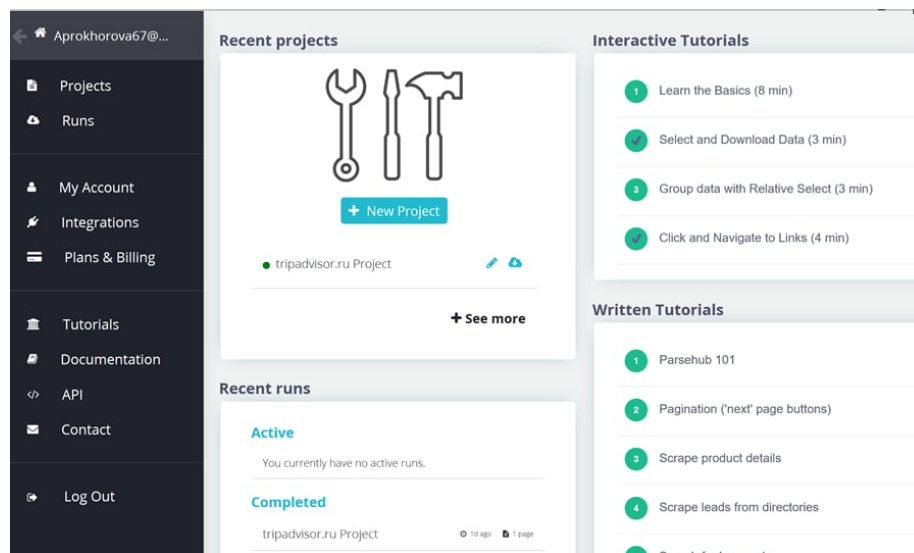 Aprokhorova67@...
Projects
Runs
My Account
Integrations
Plans & Billing
Tutorials
Documentation
API
Contact
Log Out
Recent projects
+ New Project
tripadvisor.ru Project
+ See more
Recent runs
Active
You currently have no active runs.
Completed
tripadvisor.ru Project 1d ago 1 page
Interactive Tutorials
1 Learn the Basics (8 min)
Select and Download Data (3 min)
3 Group data with Relative Select (3 min)
Click and Navigate to Links (4 min)
Written Tutorials
1 Parsehub 101
2 Pagination ('next' page buttons)
3 Scrape product details
4 Scrape leads from directories